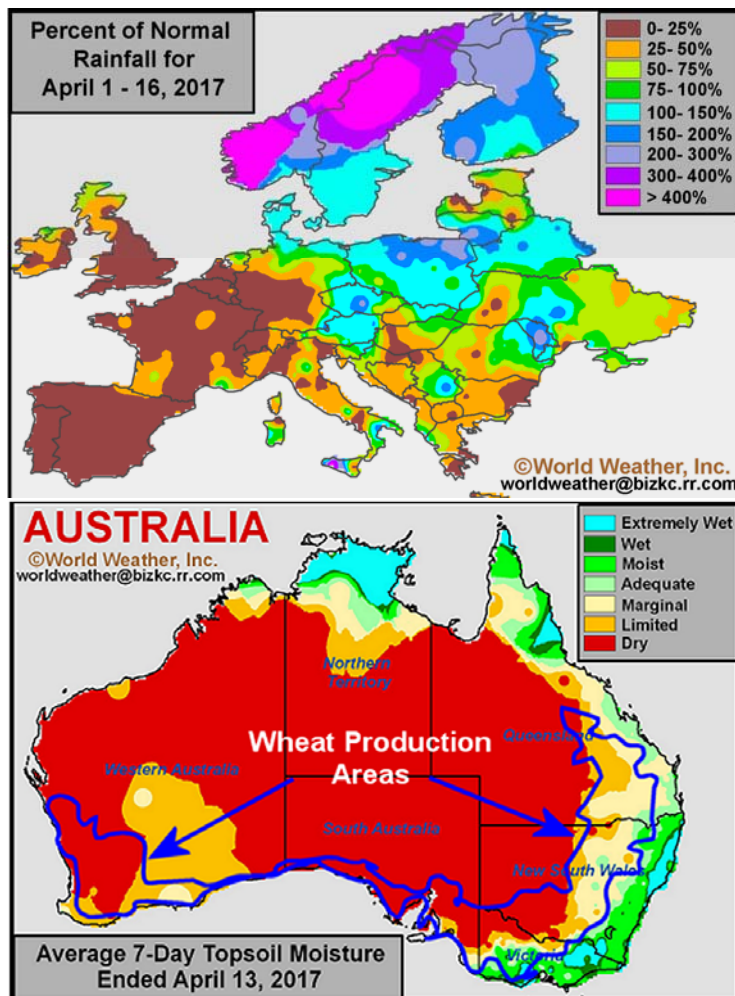 Percent of Normal
Rainfall for
April 1 - 16, 2017
0- 25%
25- 50%
50- 75%
75- 100%
100- 150%
150- 200%
200- 300%
300- 400%
> 400%
©World Weather, Inc.
worldweather@bizkc.rr.com
AUSTRALIA
©World Weather, Inc.
worldweather@bizkc.rr.com
Extremely Wet
Wet
Moist
Adequate
Marginal
Limited
Dry
Northern
Territory
Queensland
Wheat Production
Areas
Western Australia
South Australia
New South Wales
Victoria
Average 7-Day Topsoil Moisture
Ended April 13, 2017